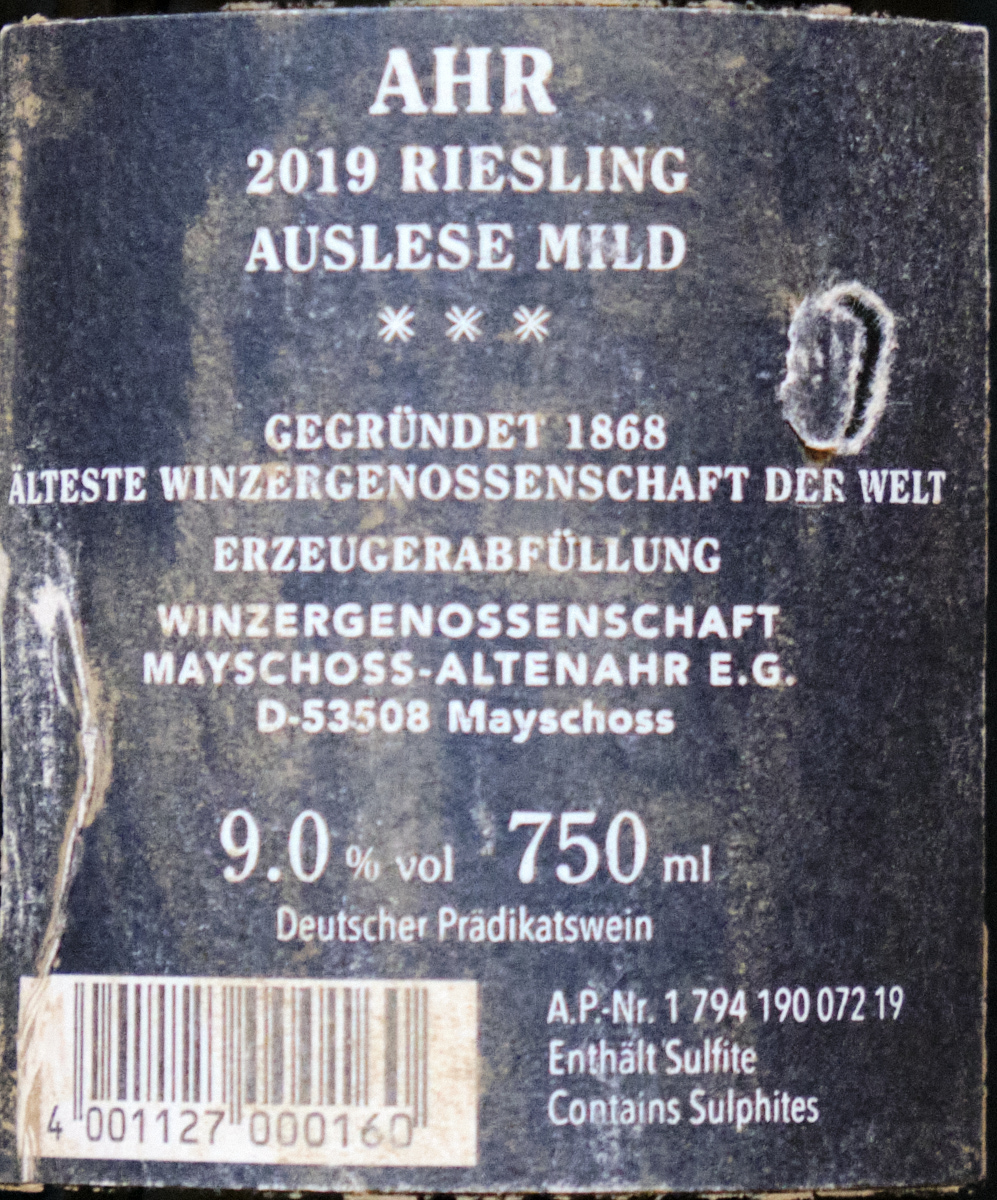 AHR
2019 RIESLING
AUSLESE MILD
* * *
GEGRÜNDET 1868
ÄLTESTE WINZERGENOSSENSCHAFT DER WELT
ERZEUGERABFÜLLUNG
WINZERGENOSSENSCHAFT
MAYSCHOSS-ALTENAHR E.G.
D-53508 Mayschoss
9.0 % vol 750 ml
Deutscher Prädikatswein
A.P.-Nr. 1 794 190 072 19
Enthält Sulfite
Contains Sulphites
4 001127 000160